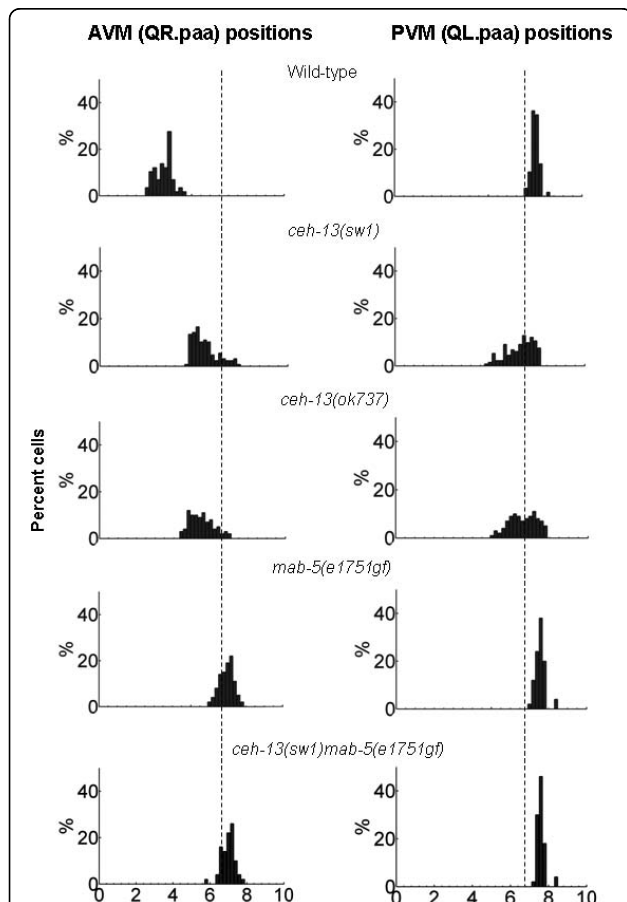 AVM (QR.paa) positions PVM (QL.paa) positions
Wild-type
40 40
% 20 % 20
0 0
ceh-13(sw1)
40 40
% 20 % 20
0 0
ceh-13(ok737)
40 40
% 20 % 20
0 0
Percent cells
mab-5(e1751gf)
40 40
% 20 % 20
0 0
ceh-13(sw1)mab-5(e1751gf)
40 40
% 20 % 20
0 0
0 2 4 6 8 10 0 2 4 6 8 10